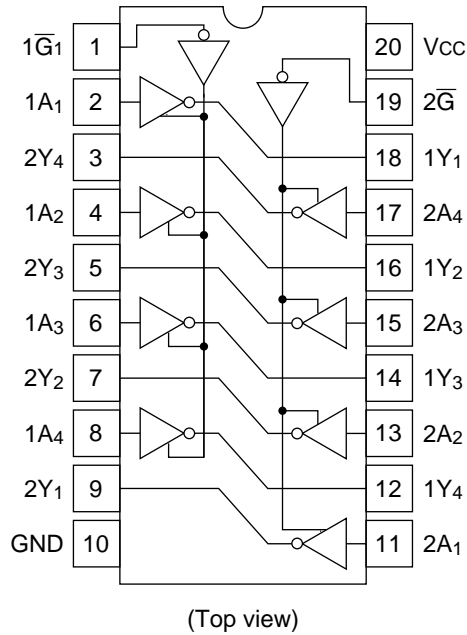 1G̅₁ 1 20 VCC
1A₁ 2 19 2G̅
2Y₄ 3 18 1Y₁
1A₂ 4 17 2A₄
2Y₃ 5 16 1Y₂
1A₃ 6 15 2A₃
2Y₂ 7 14 1Y₃
1A₄ 8 13 2A₂
2Y₁ 9 12 1Y₄
GND 10 11 2A₁
(Top view)